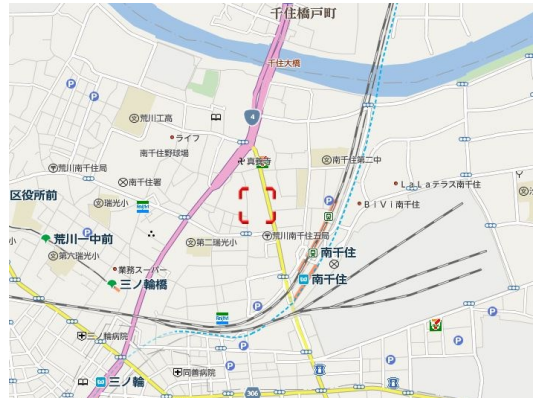 千住橋戸町
千住大橋
荒川工高
4
ライフ
南千住野球場
真養寺
南千住二中
荒川南千住局
南千住署
LaLaテラス南千住
区役所前
瑞光小
BiVi南千住
荒川南千住五局
荒川一中前
第二瑞光小
南千住
第六瑞光小
業務スーパー
南千住
三ノ輪橋
三ノ輪病院
同善病院
三ノ輪
306